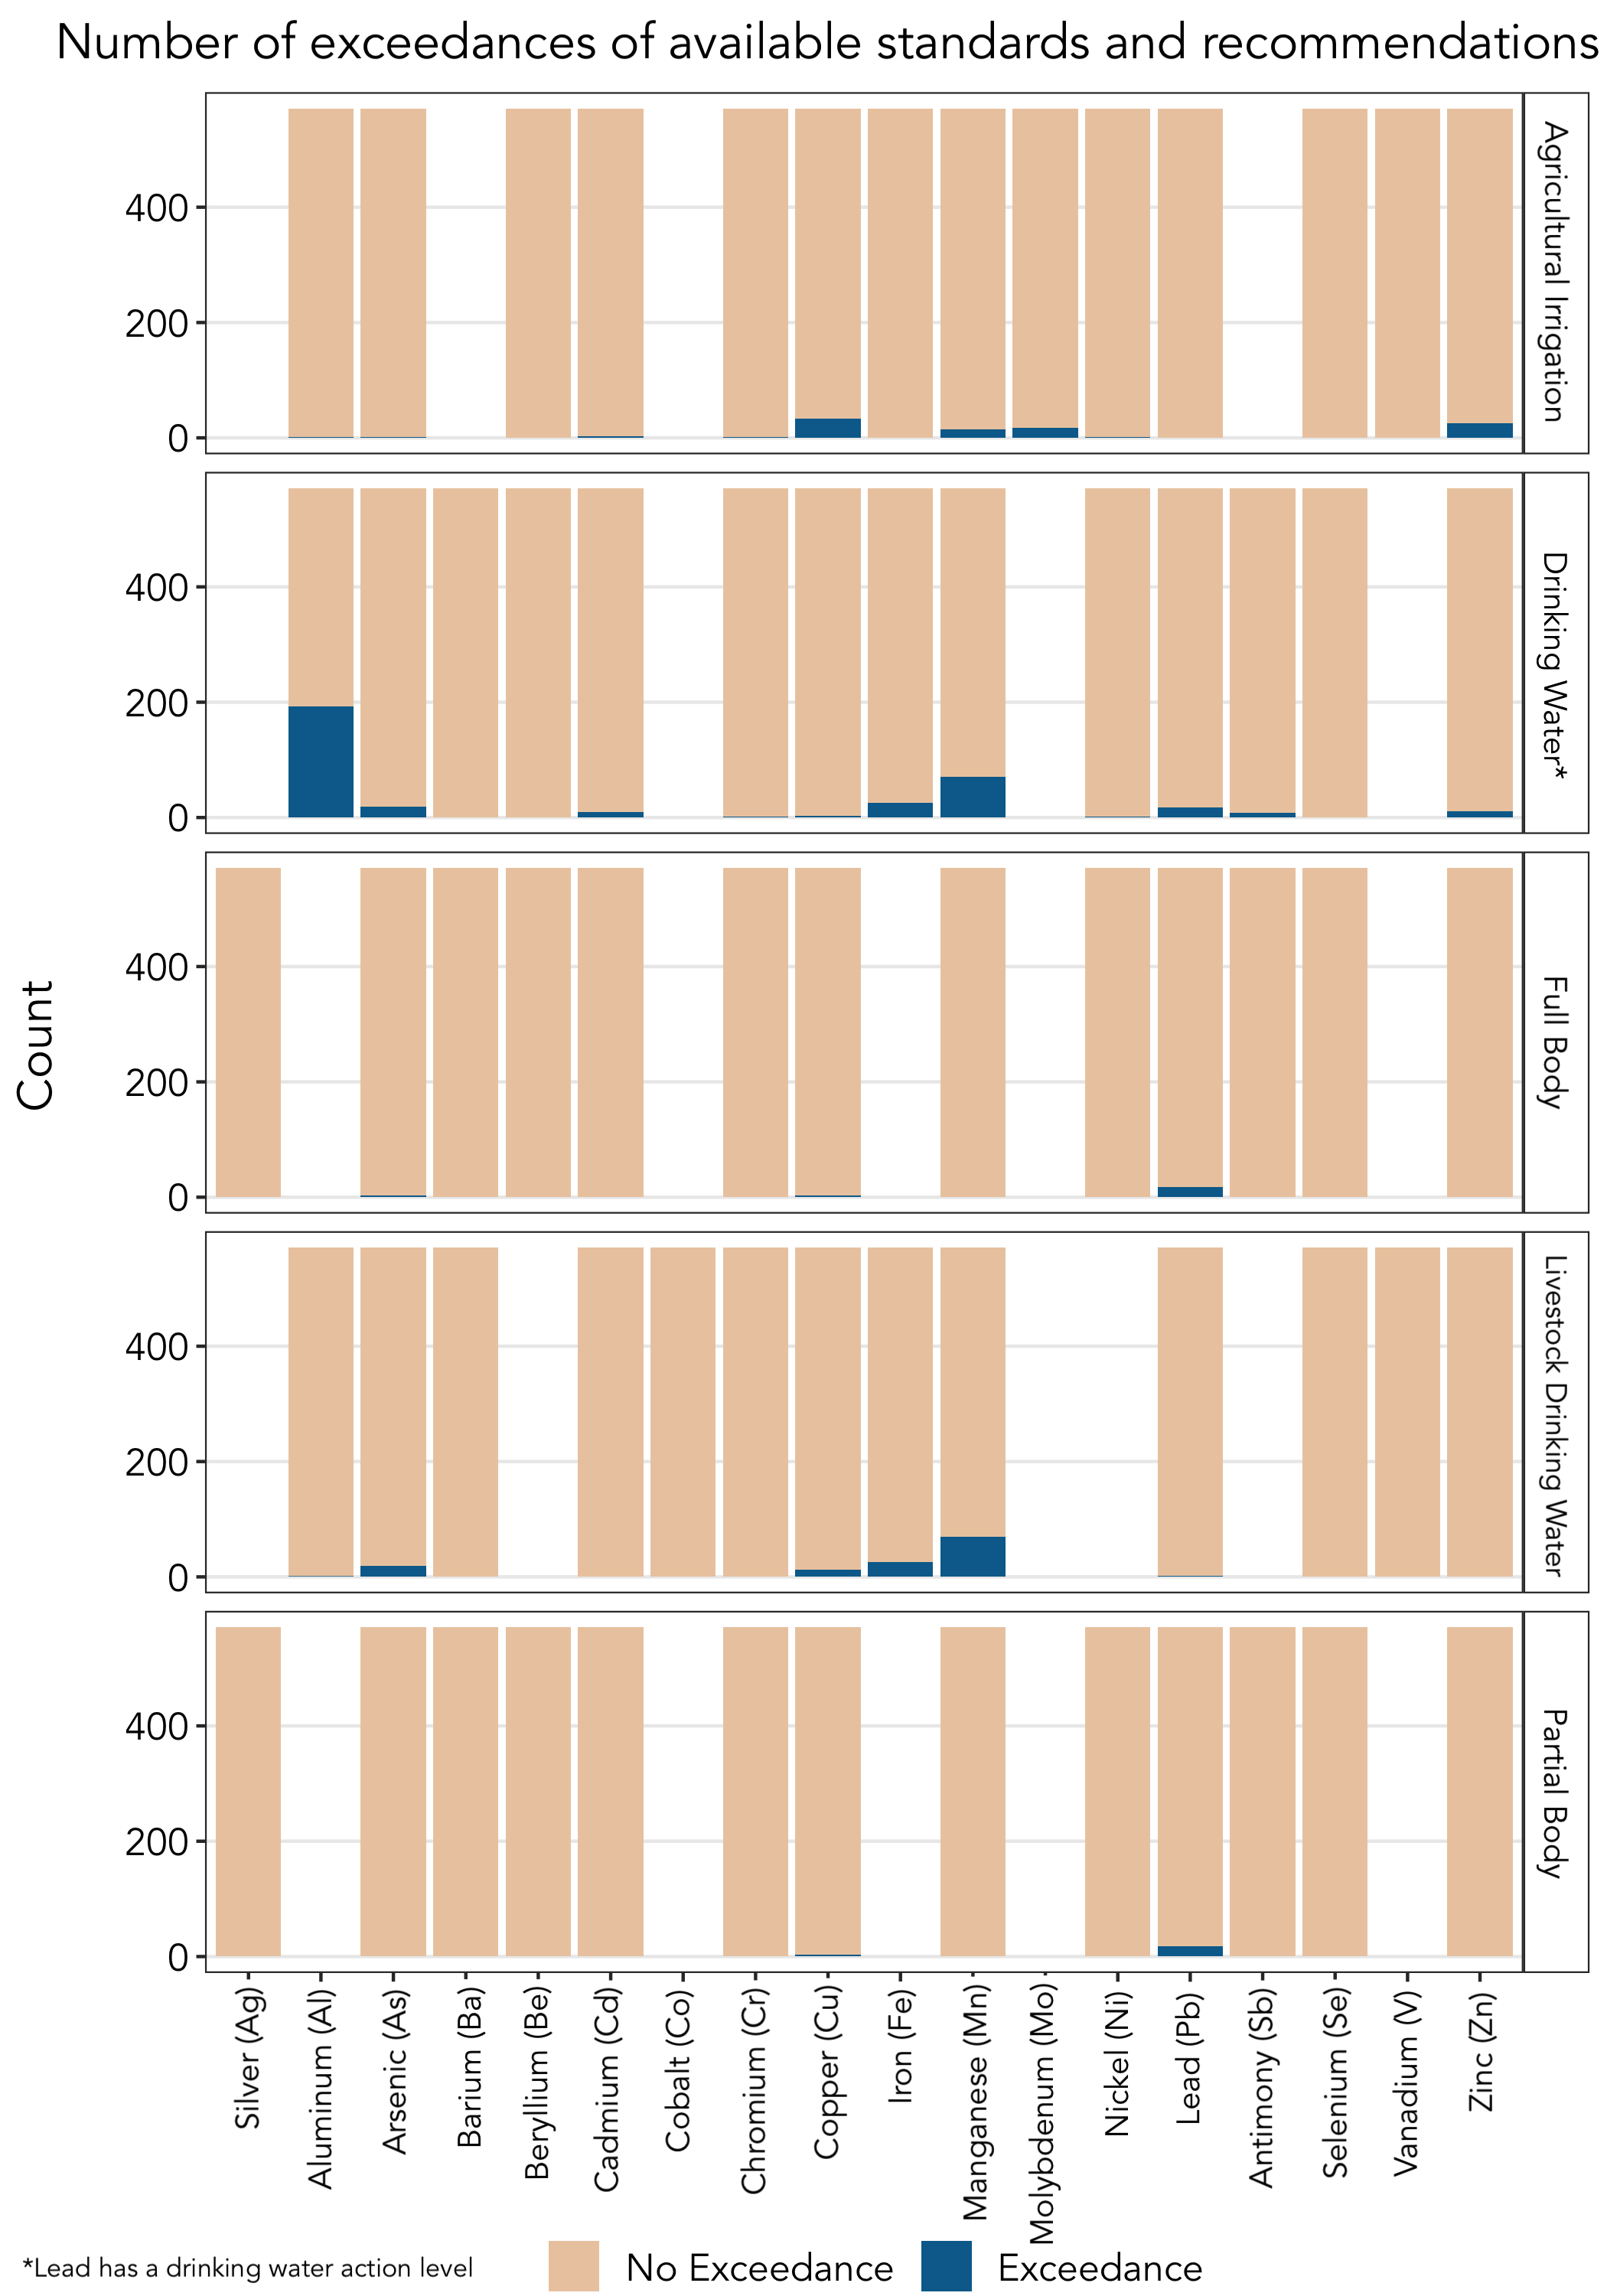 Number of exceedances of available standards and recommendations
Count
400
200
0
Agricultural Irrigation
400
200
0
Drinking Water*
400
200
0
Full Body
400
200
0
Livestock Drinking Water
400
200
0
Partial Body
Silver (Ag)
Aluminum (Al)
Arsenic (As)
Barium (Ba)
Beryllium (Be)
Cadmium (Cd)
Cobalt (Co)
Chromium (Cr)
Copper (Cu)
Iron (Fe)
Manganese (Mn)
Molybdenum (Mo)
Nickel (Ni)
Lead (Pb)
Antimony (Sb)
Selenium (Se)
Vanadium (V)
Zinc (Zn)
*Lead has a drinking water action level
No Exceedance
Exceedance